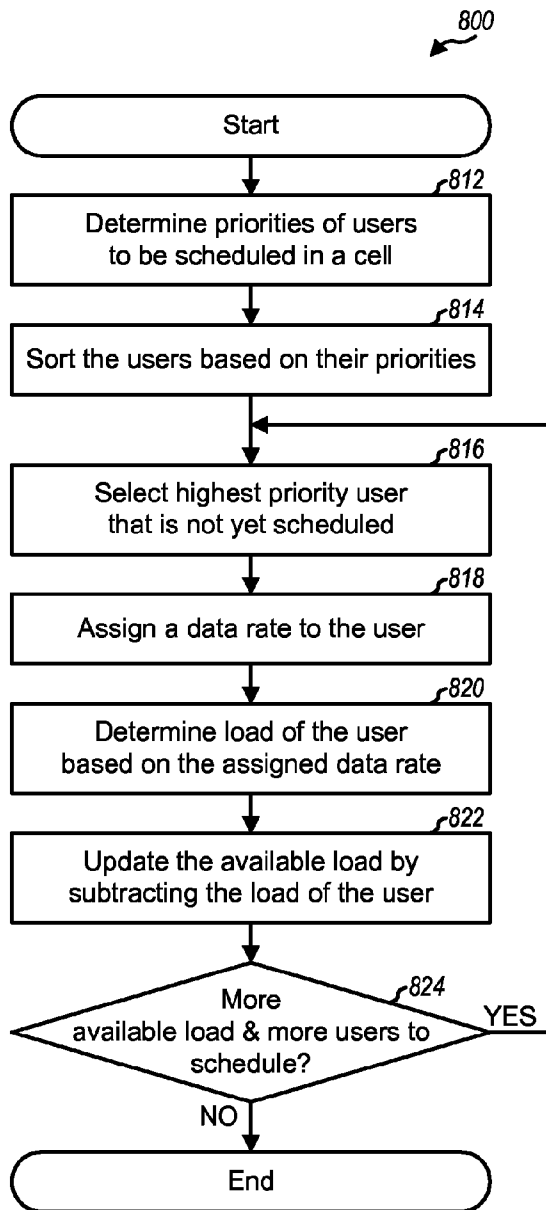 800
Start
812
Determine priorities of users
to be scheduled in a cell
814
Sort the users based on their priorities
816
Select highest priority user
that is not yet scheduled
818
Assign a data rate to the user
820
Determine load of the user
based on the assigned data rate
822
Update the available load by
subtracting the load of the user
824
More
available load & more users to
schedule?
YES
NO
End